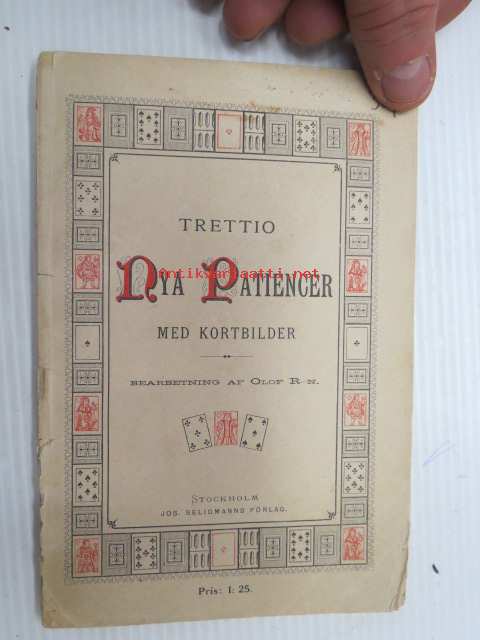 TRETTIO
NYA PATIENCER
MED KORTBILDER
BEARBETNING AF OLOF R-N.
STOCKHOLM
JOS. SELIGMANNS FÖRLAG.
Pris: 1: 25.
antikvariaatti.net